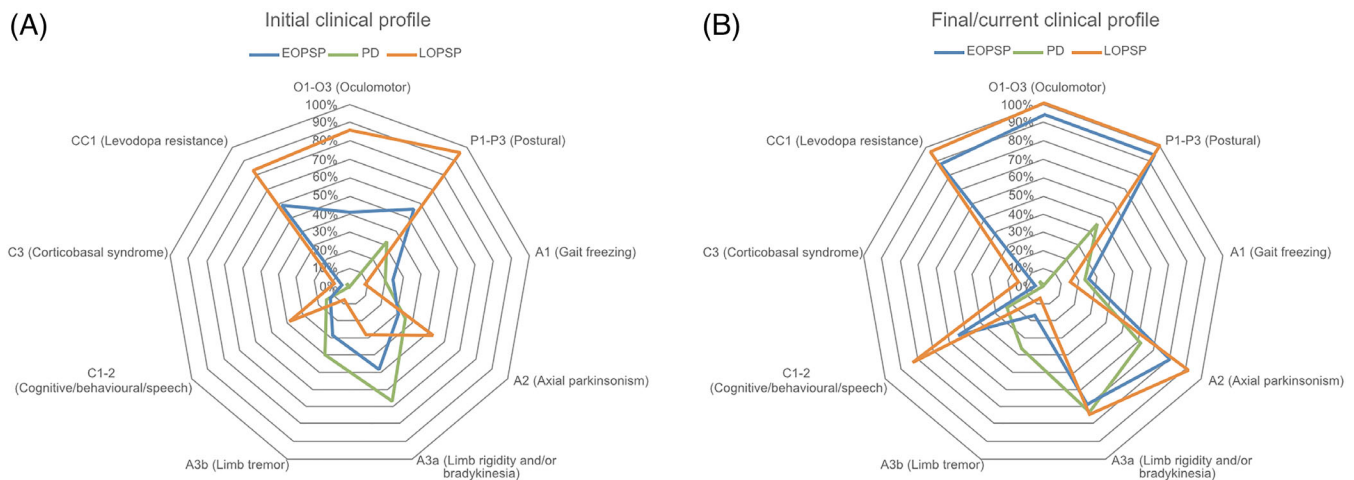 (A)
Initial clinical profile
EOPSP PD LOPSP
O1-O3 (Oculomotor)
100%
90%
80%
70%
60%
50%
40%
30%
20%
10%
0%
P1-P3 (Postural)
A1 (Gait freezing)
A2 (Axial parkinsonism)
A3a (Limb rigidity and/or
bradykinesia)
A3b (Limb tremor)
C1-2
(Cognitive/behavioural/speech)
C3 (Corticobasal syndrome)
CC1 (Levodopa resistance)
(B)
Final/current clinical profile
EOPSP PD LOPSP
O1-O3 (Oculomotor)
100%
90%
80%
70%
60%
50%
40%
30%
20%
10%
0%
P1-P3 (Postural)
A1 (Gait freezing)
A2 (Axial parkinsonism)
A3a (Limb rigidity and/or
bradykinesia)
A3b (Limb tremor)
C1-2
(Cognitive/behavioural/speech)
C3 (Corticobasal syndrome)
CC1 (Levodopa resistance)